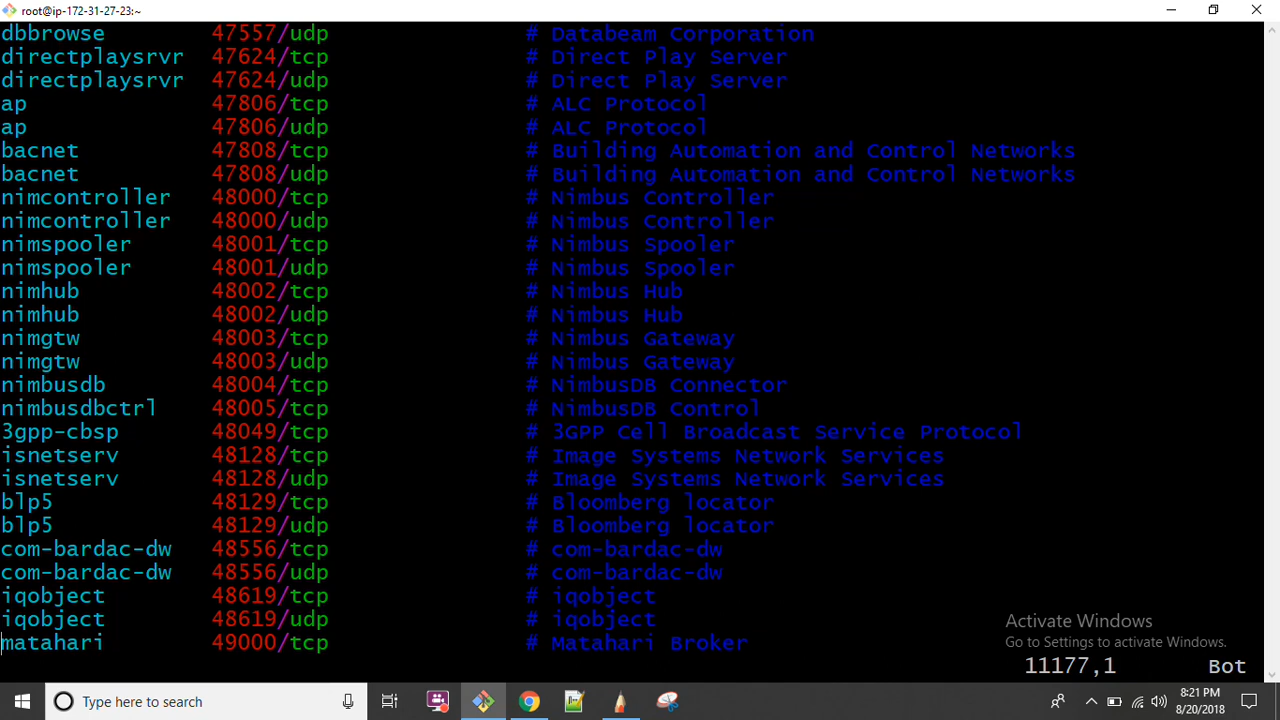 root@ip-172-31-27-23:~
dbbrowse 47557/udp # Databeam Corporation
directplaysrvr 47624/tcp # Direct Play Server
directplaysrvr 47624/udp # Direct Play Server
ap 47806/tcp # ALC Protocol
ap 47806/udp # ALC Protocol
bacnet 47808/tcp # Building Automation and Control Networks
bacnet 47808/udp # Building Automation and Control Networks
nimcontroller 48000/tcp # Nimbus Controller
nimcontroller 48000/udp # Nimbus Controller
nimspooler 48001/tcp # Nimbus Spooler
nimspooler 48001/udp # Nimbus Spooler
nimhub 48002/tcp # Nimbus Hub
nimhub 48002/udp # Nimbus Hub
nimgtw 48003/tcp # Nimbus Gateway
nimgtw 48003/udp # Nimbus Gateway
nimbusdb 48004/tcp # NimbusDB Connector
nimbusdbctrl 48005/tcp # NimbusDB Control
3gpp-cbsp 48049/tcp # 3GPP Cell Broadcast Service Protocol
isnetserv 48128/tcp # Image Systems Network Services
isnetserv 48128/udp # Image Systems Network Services
blp5 48129/tcp # Bloomberg locator
blp5 48129/udp # Bloomberg locator
com-bardac-dw 48556/tcp # com-bardac-dw
com-bardac-dw 48556/udp # com-bardac-dw
iqobject 48619/tcp # iqobject
iqobject 48619/udp # iqobject
matahari 49000/tcp # Matahari Broker
Activate Windows
Go to Settings to activate Windows.
11177,1 Bot
Type here to search
8:21 PM
8/20/2018